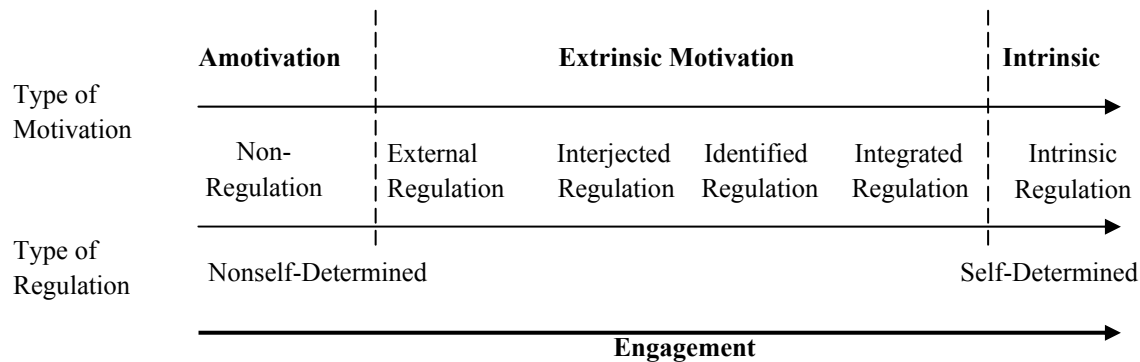 Amotivation Extrinsic Motivation Intrinsic
Type of
Motivation
Non- External Interjected Identified Integrated Intrinsic
Regulation Regulation Regulation Regulation Regulation Regulation
Type of
Regulation
Nonself-Determined Self-Determined
Engagement